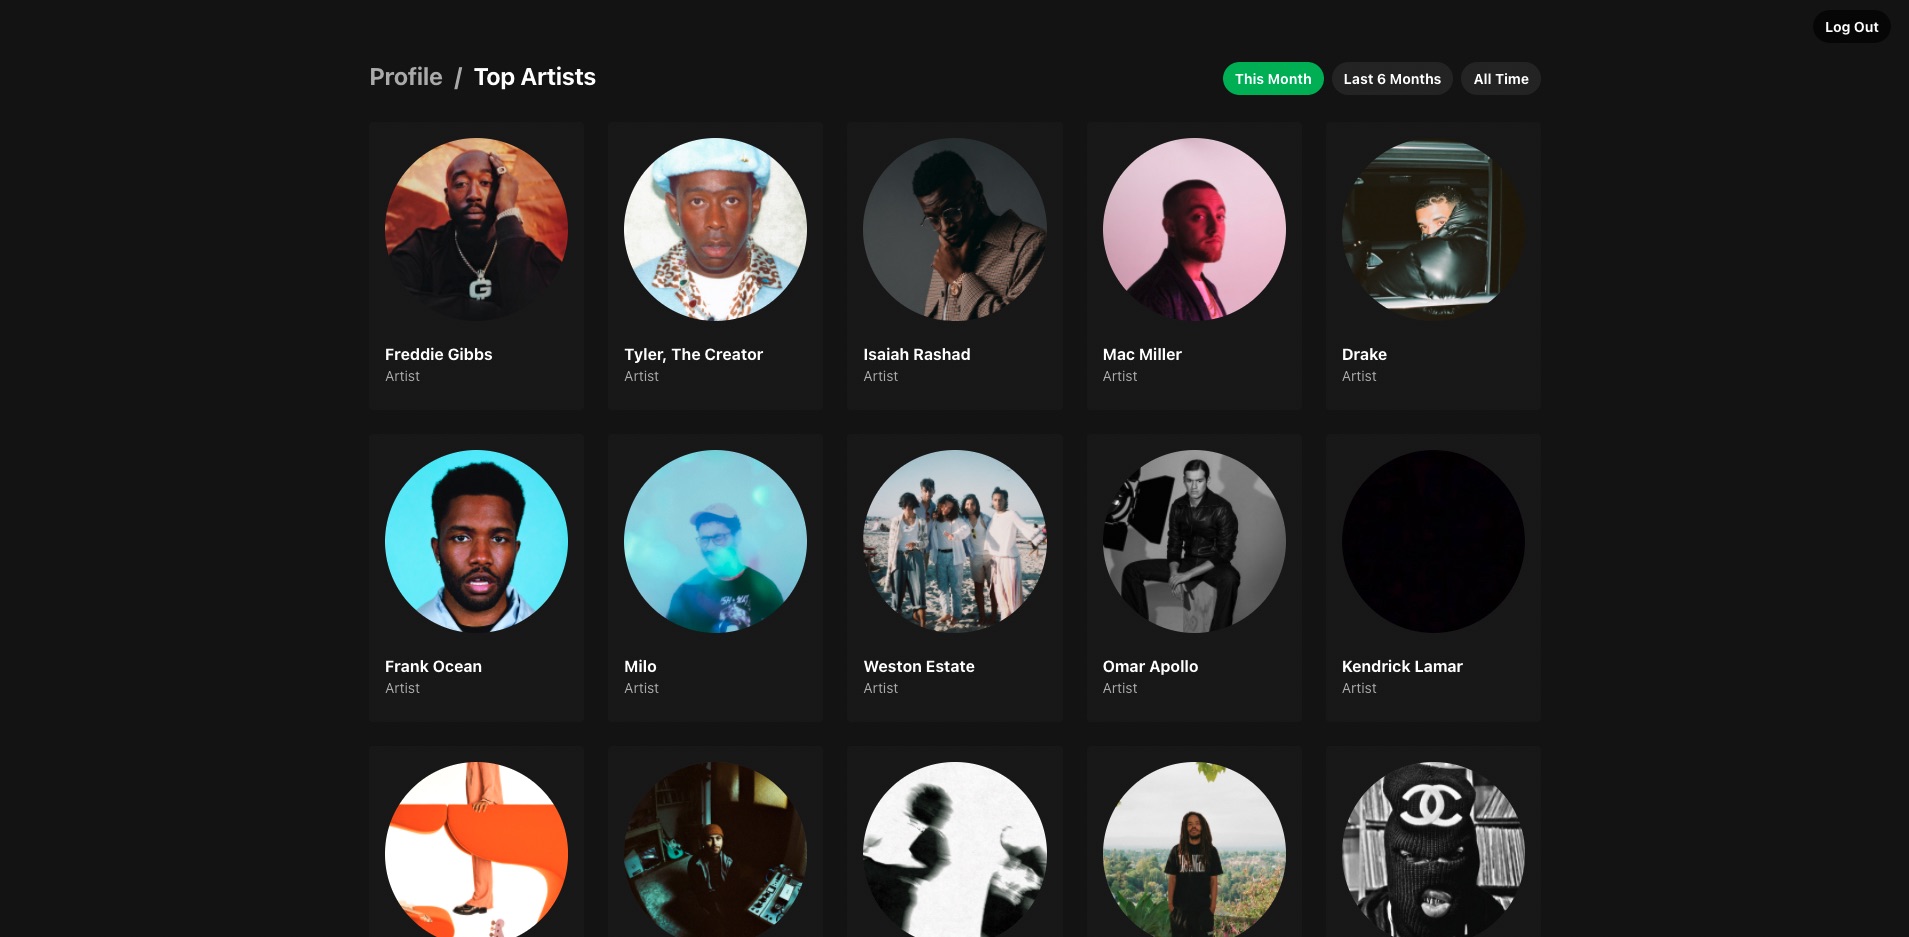 Log Out
Profile / Top Artists
This Month Last 6 Months All Time
Freddie Gibbs
Artist
Tyler, The Creator
Artist
Isaiah Rashad
Artist
Mac Miller
Artist
Drake
Artist
Frank Ocean
Artist
Milo
Artist
Weston Estate
Artist
Omar Apollo
Artist
Kendrick Lamar
Artist